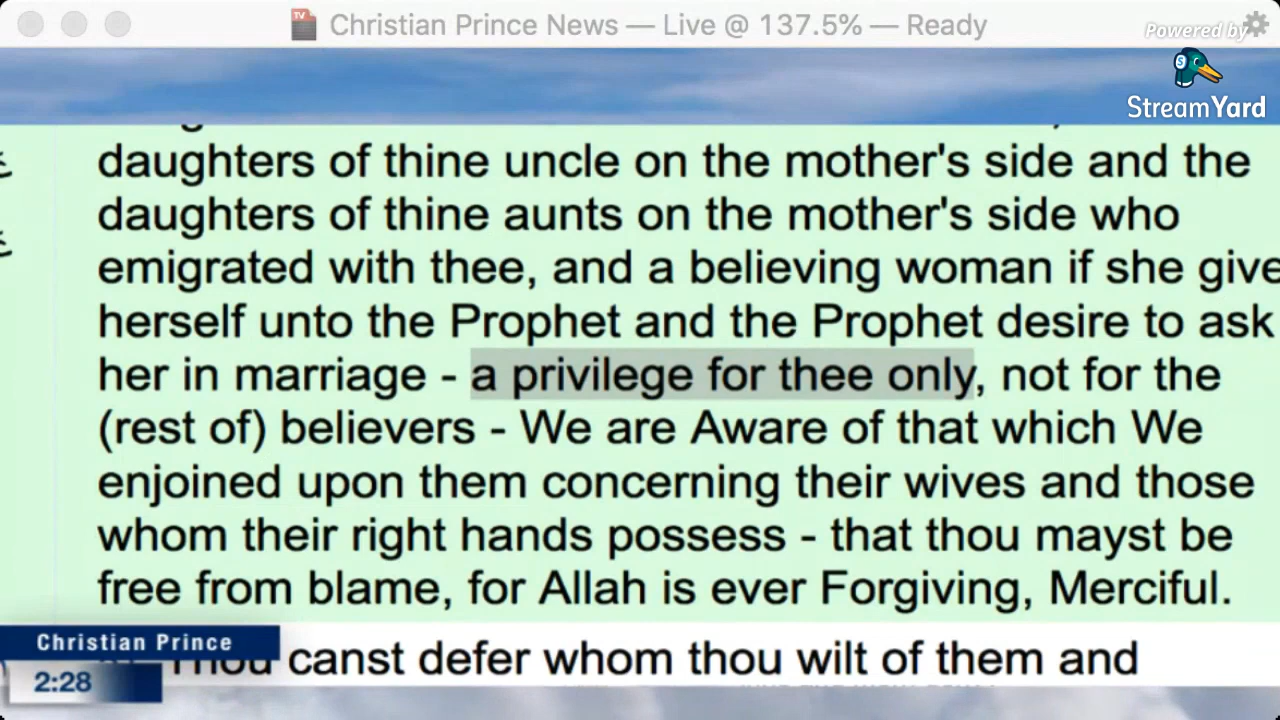 Christian Prince News — Live @ 137.5% — Ready
Powered by
StreamYard
daughters of thine uncle on the mother's side and the
daughters of thine aunts on the mother's side who
emigrated with thee, and a believing woman if she give
herself unto the Prophet and the Prophet desire to ask
her in marriage - a privilege for thee only, not for the
(rest of) believers - We are Aware of that which We
enjoined upon them concerning their wives and those
whom their right hands possess - that thou mayst be
free from blame, for Allah is ever Forgiving, Merciful.
Thou canst defer whom thou wilt of them and
Christian Prince
2:28